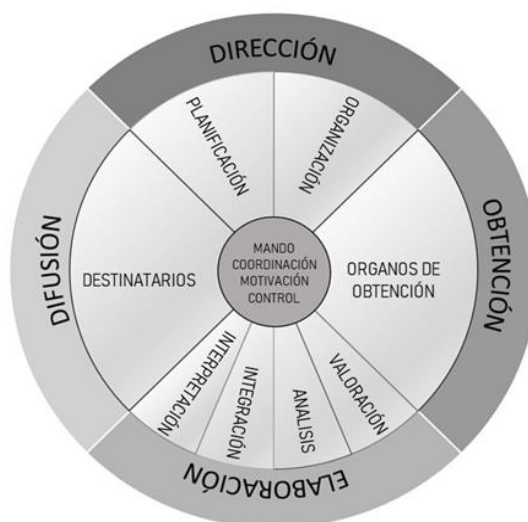 DIRECCIÓN
PLANIFICACIÓN
ORGANIZACIÓN
OBTENCIÓN
ORGANOS DE
OBTENCIÓN
MANDO
COORDINACIÓN
MOTIVACIÓN
CONTROL
DESTINATARIOS
DIFUSIÓN
INTERPRETACIÓN
INTEGRACIÓN
ANALISIS
VALORACIÓN
ELABORACIÓN